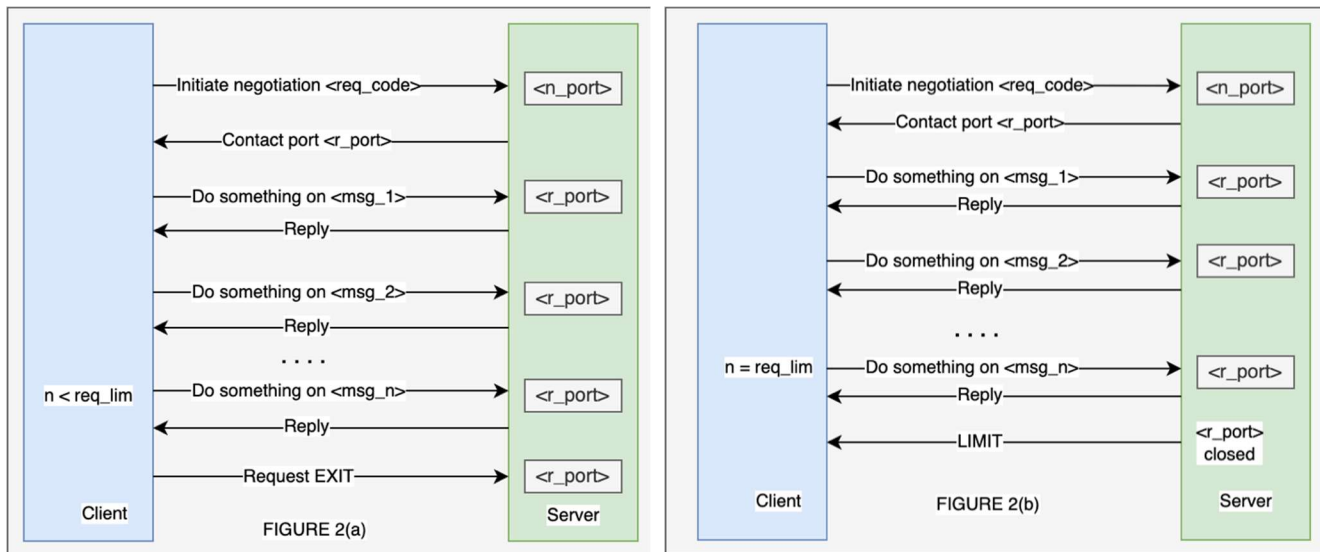 Initiate negotiation <req_code>
<n_port>
Contact port <r_port>
Do something on <msg_1>
<r_port>
Reply
Do something on <msg_2>
<r_port>
Reply
. . . .
Do something on <msg_n>
n < req_lim
<r_port>
Reply
Request EXIT
<r_port>
Client
Server
FIGURE 2(a)
Initiate negotiation <req_code>
<n_port>
Contact port <r_port>
Do something on <msg_1>
<r_port>
Reply
Do something on <msg_2>
<r_port>
Reply
. . . .
n = req_lim
Do something on <msg_n>
<r_port>
Reply
<r_port>
closed
LIMIT
Client
Server
FIGURE 2(b)